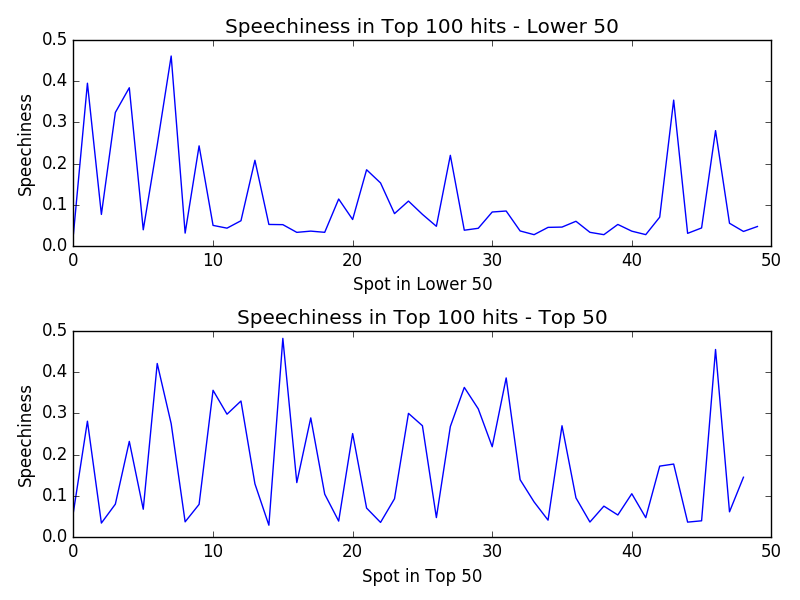 Speechiness in Top 100 hits - Lower 50
0.5
0.4
0.3
0.2
0.1
0.0
Speechiness
0 10 20 30 40 50
Spot in Lower 50
Speechiness in Top 100 hits - Top 50
0.5
0.4
0.3
0.2
0.1
0.0
Speechiness
0 10 20 30 40 50
Spot in Top 50